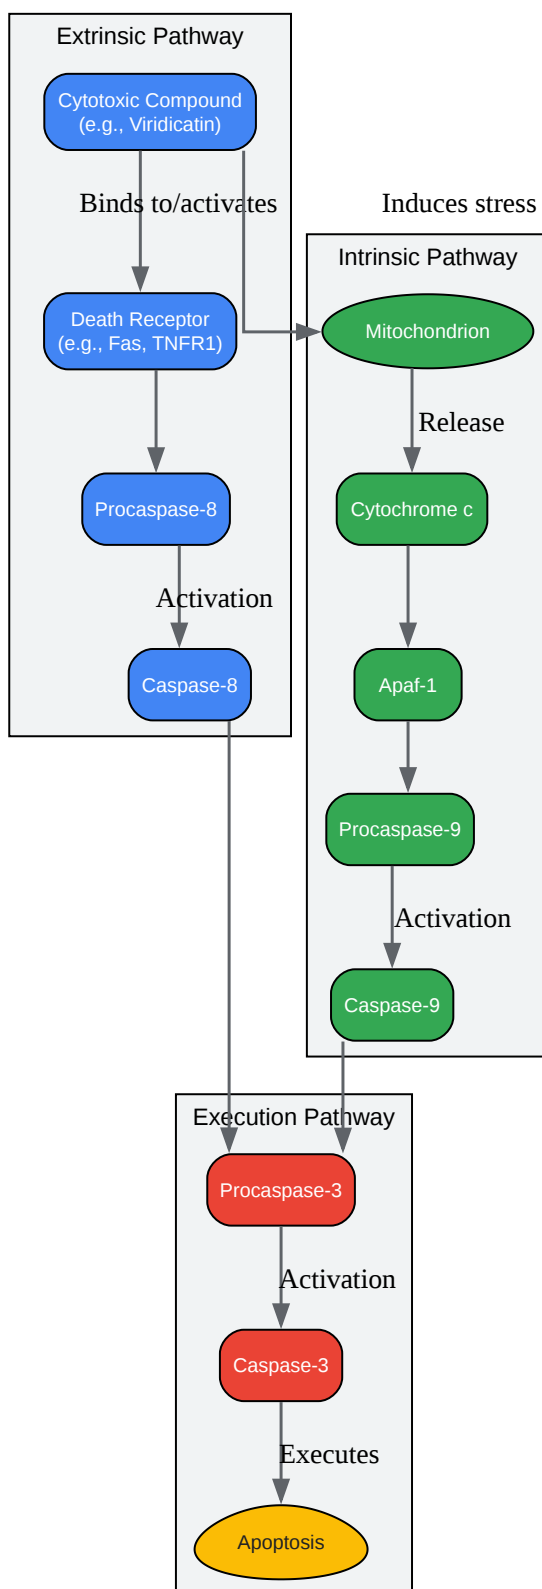 Extrinsic Pathway
Cytotoxic Compound
(e.g., Viridicatin)
Binds to/activates
Induces stress
Death Receptor
(e.g., Fas, TNFR1)
Procaspase-8
Activation
Caspase-8
Intrinsic Pathway
Mitochondrion
Release
Cytochrome c
Apaf-1
Procaspase-9
Activation
Caspase-9
Execution Pathway
Procaspase-3
Activation
Caspase-3
Executes
Apoptosis